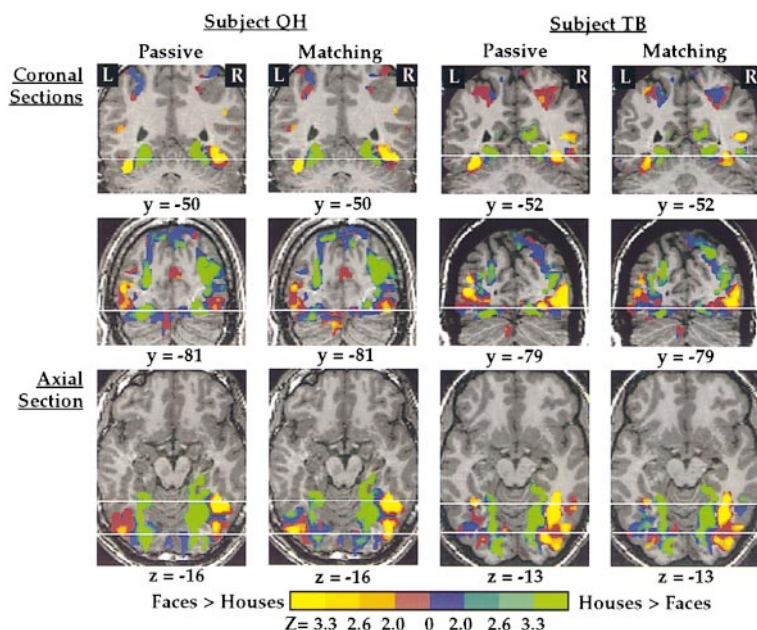 Subject QH Subject TB
Passive Matching Passive Matching
Coronal Sections
L R L R
y = -50 y = -50 y = -52 y = -52
y = -81 y = -81 y = -79 y = -79
Axial Section
z = -16 z = -16 z = -13 z = -13
Faces > Houses Houses > Faces
Z= 3.3 2.6 2.0 0 2.0 2.6 3.3